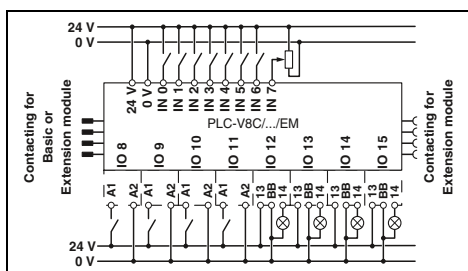 24 V
0 V
24 V
0 V
IN 0
IN 1
IN 2
IN 3
IN 4
IN 5
IN 6
IN 7
Contacting for
Basic or
Extension module
PLC-V8C/.../EM
Contacting for
Extension module
IO 8
IO 9
IO 10
IO 11
IO 12
IO 13
IO 14
IO 15
A1
A2
A1
A2
A1
A2
A1
A2
13
BB
14
13
BB
14
13
BB
14
13
BB
14
24 V
0 V